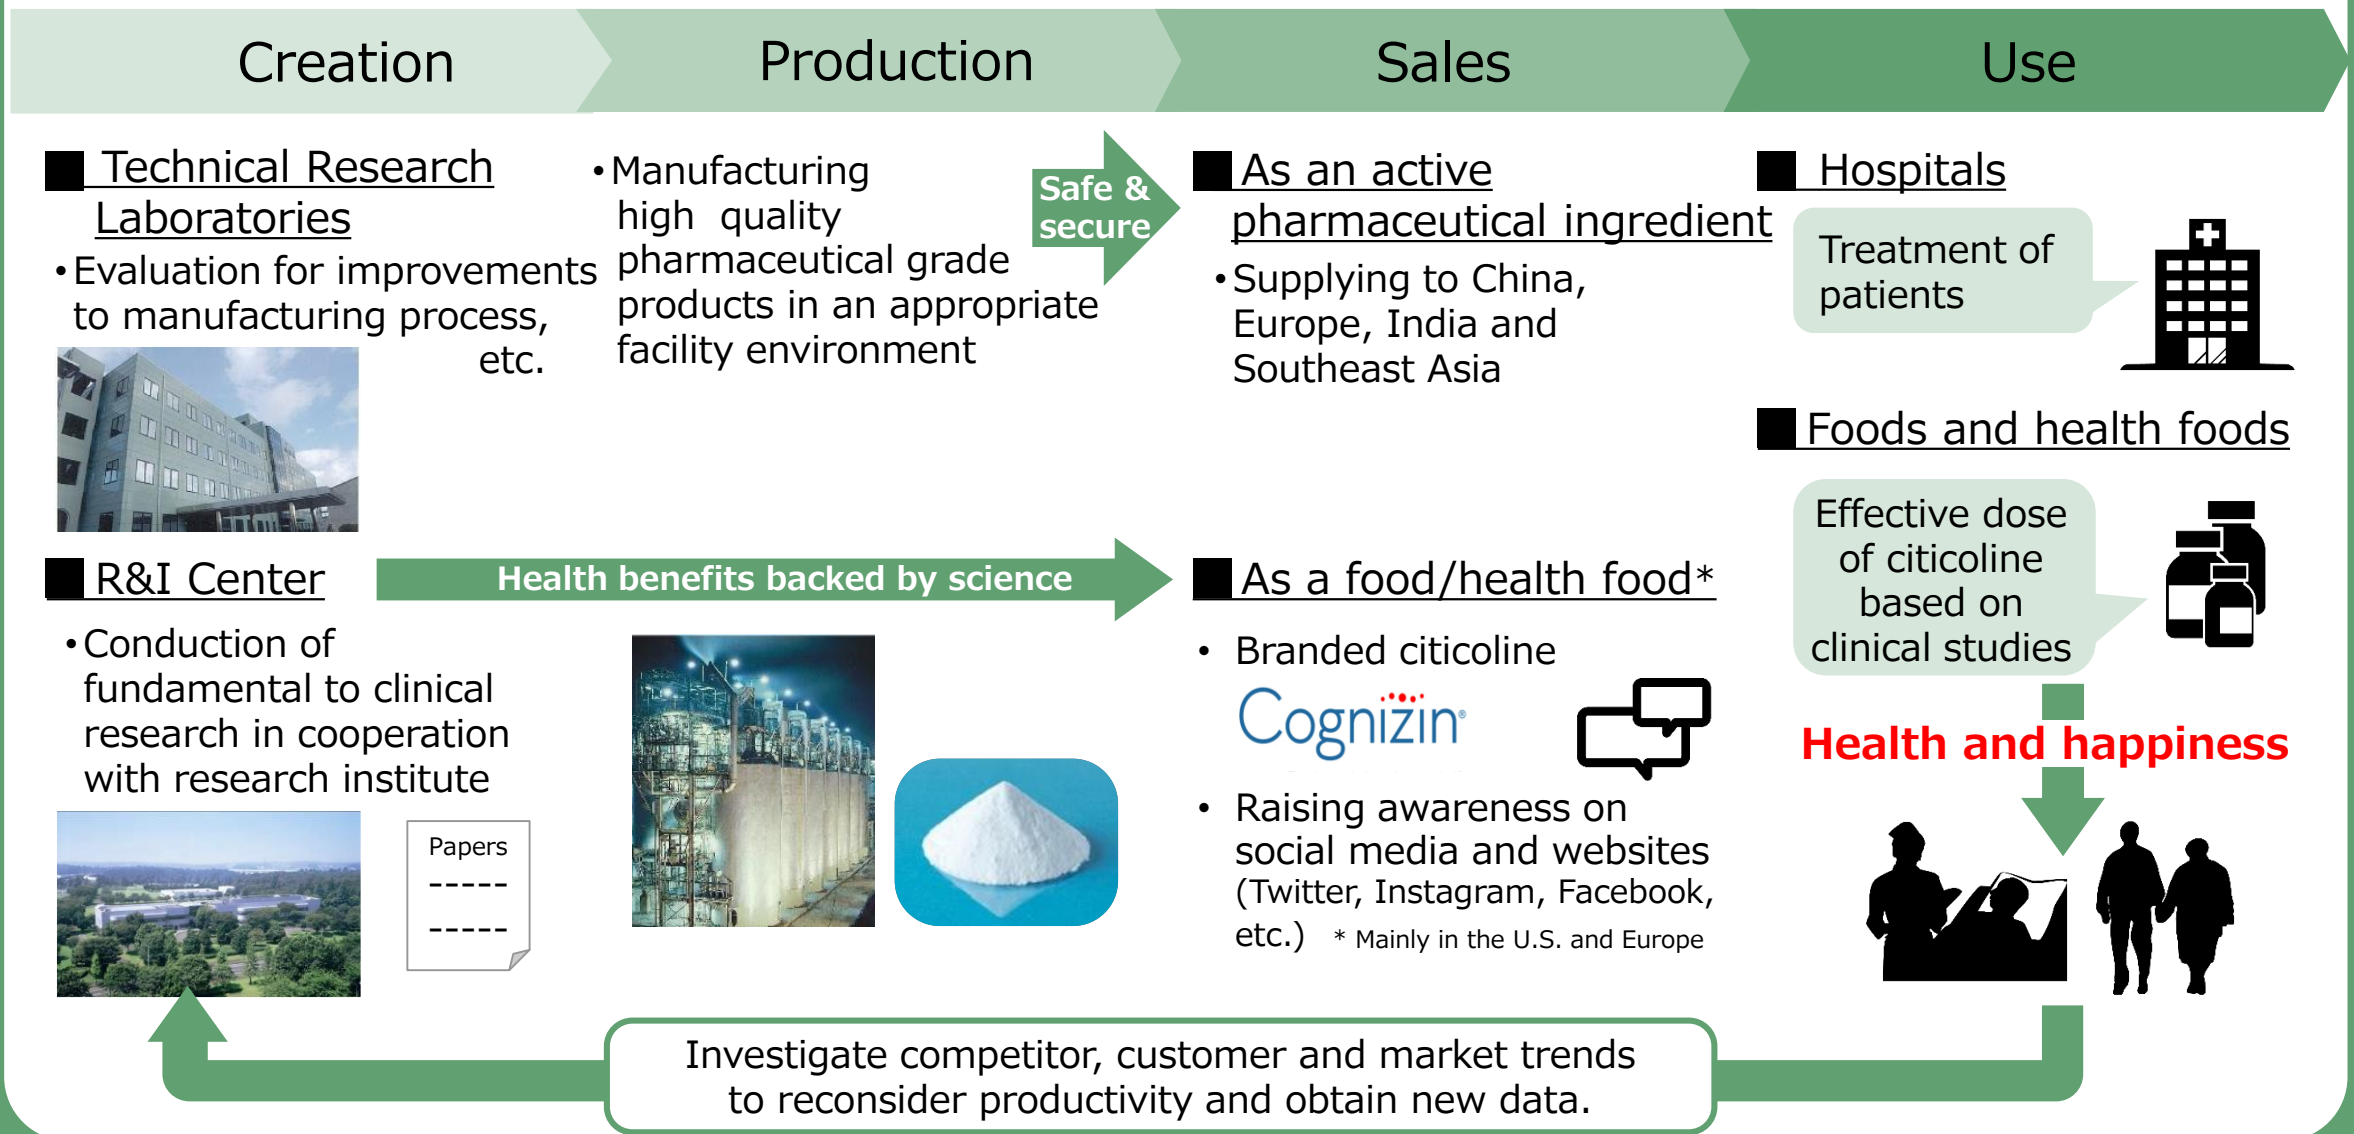 Creation
Production
Sales
Use
Technical Research
Laboratories
•Evaluation for improvements
to manufacturing process,
etc.
R&I Center
•Conduction of
fundamental to clinical
research in cooperation
with research institute
Papers
-----
-----
•Manufacturing
high quality
pharmaceutical grade
products in an appropriate
facility environment
Safe &
secure
Health benefits backed by science
As an active
pharmaceutical ingredient
•Supplying to China,
Europe, India and
Southeast Asia
As a food/health food*
• Branded citicoline
Cognizin®
• Raising awareness on
social media and websites
(Twitter, Instagram, Facebook,
etc.) * Mainly in the U.S. and Europe
Hospitals
Treatment of
patients
Foods and health foods
Effective dose
of citicoline
based on
clinical studies
Health and happiness
Investigate competitor, customer and market trends
to reconsider productivity and obtain new data.